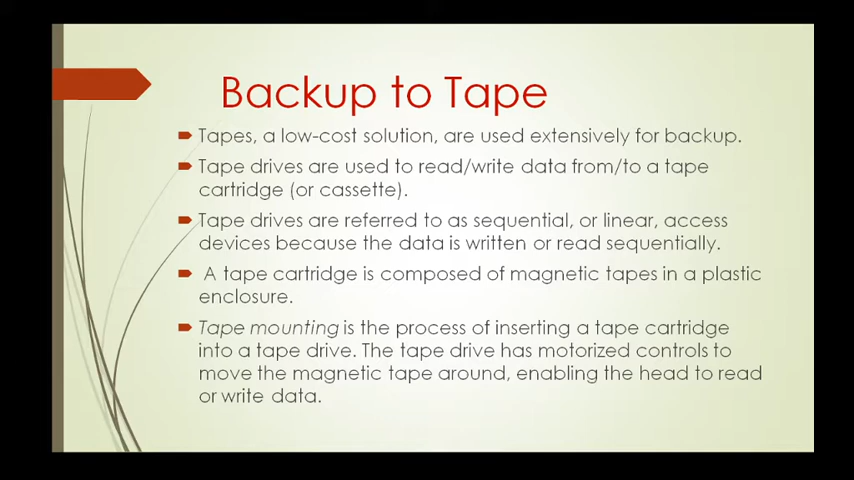 Backup to Tape
Tapes, a low-cost solution, are used extensively for backup.
Tape drives are used to read/write data from/to a tape
cartridge (or cassette).
Tape drives are referred to as sequential, or linear, access
devices because the data is written or read sequentially.
A tape cartridge is composed of magnetic tapes in a plastic
enclosure.
Tape mounting is the process of inserting a tape cartridge
into a tape drive. The tape drive has motorized controls to
move the magnetic tape around, enabling the head to read
or write data.